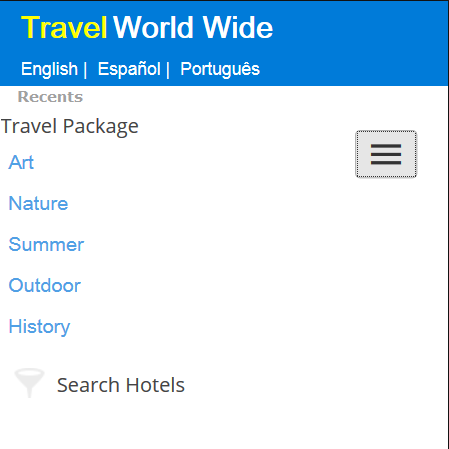 Travel World Wide
English | Español | Português
Recents
Travel Package
Art
Nature
Summer
Outdoor
History
Search Hotels